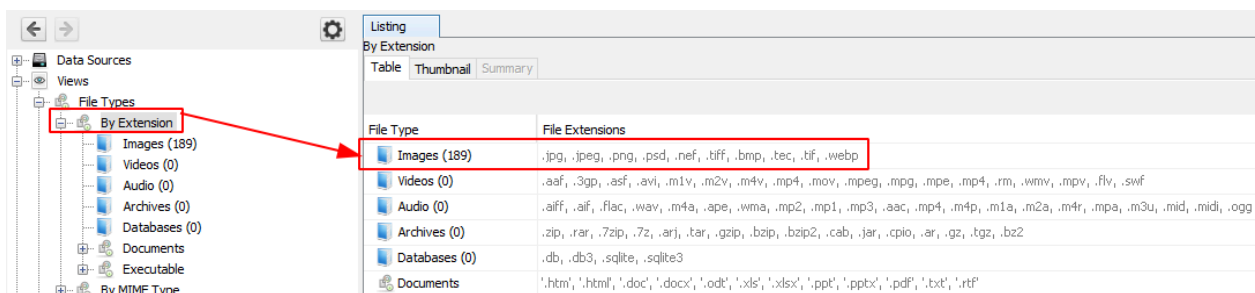 Listing
By Extension
Table Thumbnail Summary
Data Sources
Views
File Types
By Extension
Images (189)
Videos (0)
Audio (0)
Archives (0)
Databases (0)
Documents
Executable
By MIME Type
File Type File Extensions
Images (189) .jpg, .jpeg, .png, .psd, .nef, .tiff, .bmp, .tec, .tif, .webp
Videos (0) .aaf, .3gp, .asf, .avi, .m1v, .m2v, .m4v, .mp4, .mov, .mpeg, .mpg, .mpe, .mp4, .rm, .wmv, .mpv, .flv, .swf
Audio (0) .aiff, .aif, .flac, .wav, .m4a, .ape, .wma, .mp2, .mp1, .mp3, .aac, .mp4, .m4p, .m1a, .m2a, .m4r, .mpa, .m3u, .mid, .midi, .ogg
Archives (0) .zip, .rar, .7zip, .7z, .arj, .tar, .gzip, .bzip, .bzip2, .cab, .jar, .cpio, .ar, .gz, .tgz, .bz2
Databases (0) .db, .db3, .sqlite, .sqlite3
Documents '.htm', '.html', '.doc', '.docx', '.odt', '.xls', '.xlsx', '.ppt', '.pptx', '.pdf', '.txt', '.rtf'